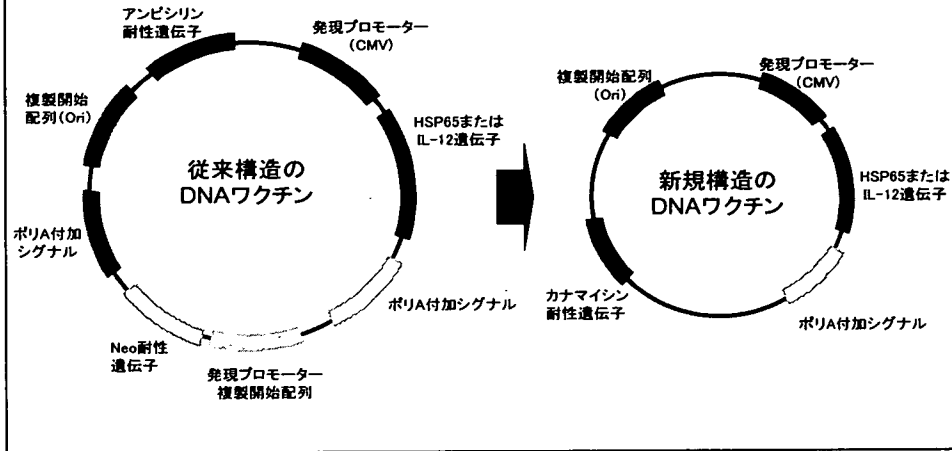 アンピシリン
耐性遺伝子
発現プロモーター
(CMV)
複製開始
配列(Ori)
HSP65または
IL-12遺伝子
従来構造の
DNAワクチン
ポリA付加
シグナル
ポリA付加シグナル
Neo耐性
遺伝子
発現プロモーター
複製開始配列
複製開始配列
(Ori)
発現プロモーター
(CMV)
HSP65または
IL-12遺伝子
新規構造の
DNAワクチン
カナマイシン
耐性遺伝子
ポリA付加シグナル